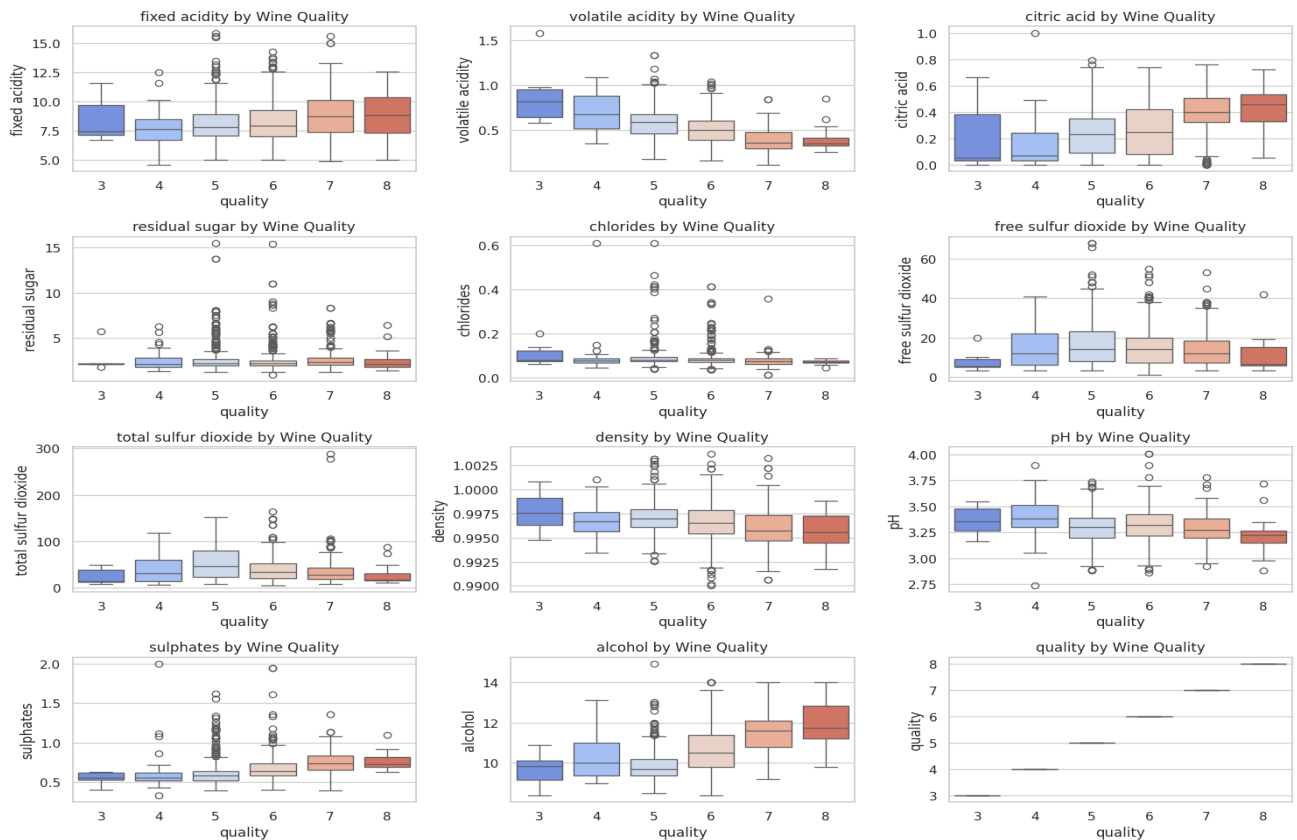 fixed acidity by Wine Quality
fixed acidity
15.0
12.5
10.0
7.5
5.0
3 4 5 6 7 8
quality
volatile acidity by Wine Quality
volatile acidity
1.5
1.0
0.5
3 4 5 6 7 8
quality
citric acid by Wine Quality
citric acid
1.0
0.8
0.6
0.4
0.2
0.0
3 4 5 6 7 8
quality
residual sugar by Wine Quality
residual sugar
15
10
5
3 4 5 6 7 8
quality
chlorides by Wine Quality
chlorides
0.6
0.4
0.2
0.0
3 4 5 6 7 8
quality
free sulfur dioxide by Wine Quality
free sulfur dioxide
60
40
20
0
3 4 5 6 7 8
quality
total sulfur dioxide by Wine Quality
total sulfur dioxide
300
200
100
0
3 4 5 6 7 8
quality
density by Wine Quality
density
1.0025
1.0000
0.9975
0.9950
0.9925
0.9900
3 4 5 6 7 8
quality
pH by Wine Quality
pH
4.00
3.75
3.50
3.25
3.00
2.75
3 4 5 6 7 8
quality
sulphates by Wine Quality
sulphates
2.0
1.5
1.0
0.5
3 4 5 6 7 8
quality
alcohol by Wine Quality
alcohol
14
12
10
3 4 5 6 7 8
quality
quality by Wine Quality
quality
8
7
6
5
4
3
3 4 5 6 7 8
quality